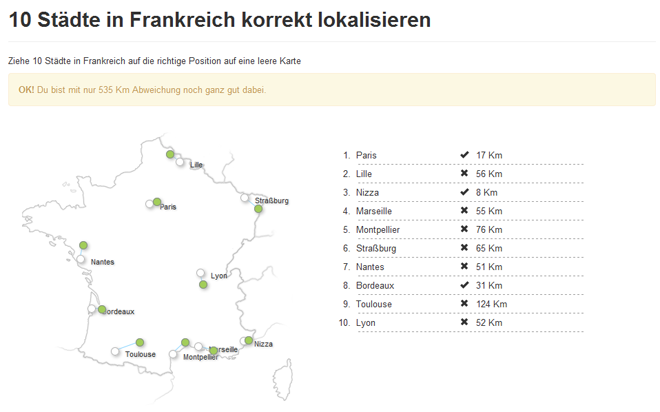 10 Städte in Frankreich korrekt lokalisieren
Ziehe 10 Städte in Frankreich auf die richtige Position auf eine leere Karte
OK! Du bist mit nur 535 Km Abweichung noch ganz gut dabei.
Lille
Straßburg
Paris
Nantes
Lyon
Bordeaux
Toulouse
Montpellier
Marseille
Nizza
1. Paris ✔ 17 Km
2. Lille ✖ 56 Km
3. Nizza ✔ 8 Km
4. Marseille ✖ 55 Km
5. Montpellier ✖ 76 Km
6. Straßburg ✖ 65 Km
7. Nantes ✖ 51 Km
8. Bordeaux ✔ 31 Km
9. Toulouse ✖ 124 Km
10. Lyon ✖ 52 Km